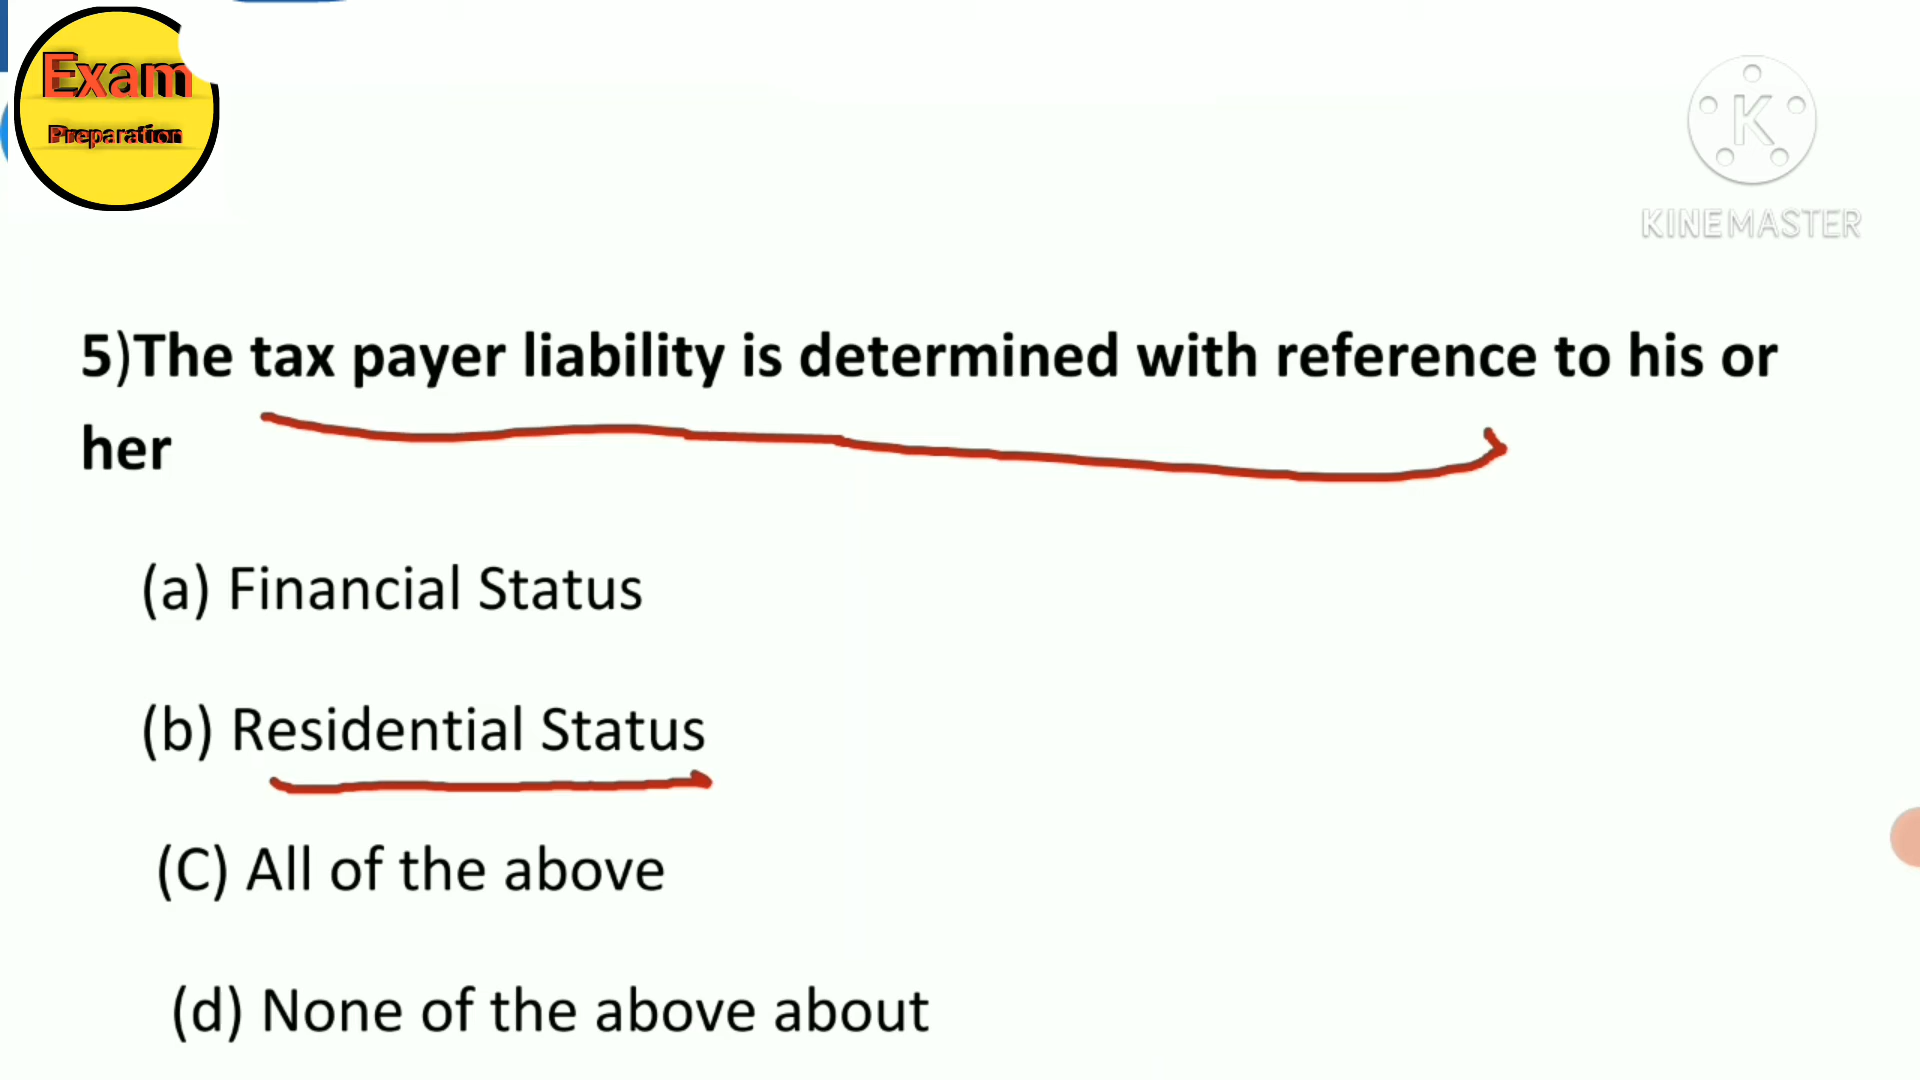 Exam
Preparation
KINEMASTER
5)The tax payer liability is determined with reference to his or
her
(a) Financial Status
(b) Residential Status
(C) All of the above
(d) None of the above about